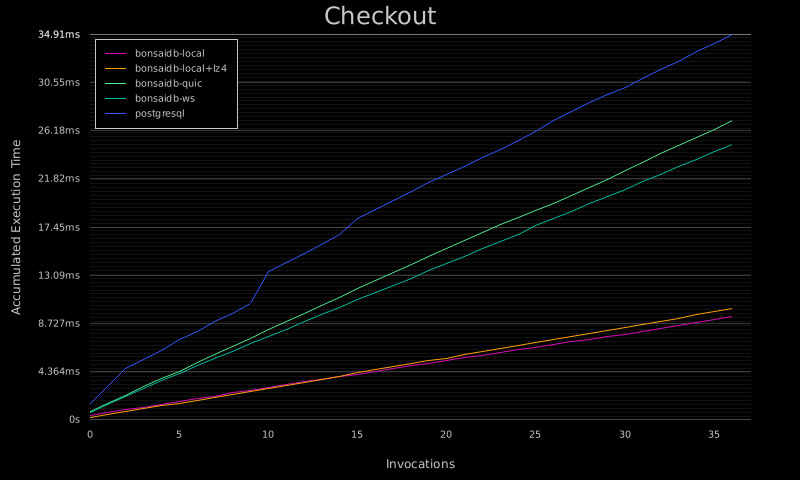 Checkout
34.91ms
30.55ms
26.18ms
21.82ms
17.45ms
13.09ms
8.727ms
4.364ms
0s
Accumulated Execution Time
bonsaidb-local
bonsaidb-local+lz4
bonsaidb-quic
bonsaidb-ws
postgresql
0 5 10 15 20 25 30 35
Invocations